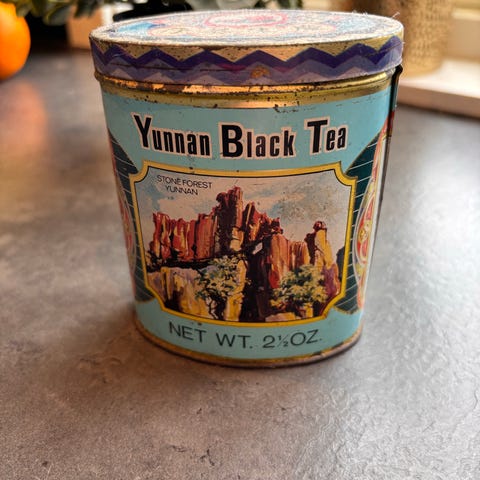 Yunnan Black Tea
STONE FOREST
YUNNAN
NET WT. 2½OZ.